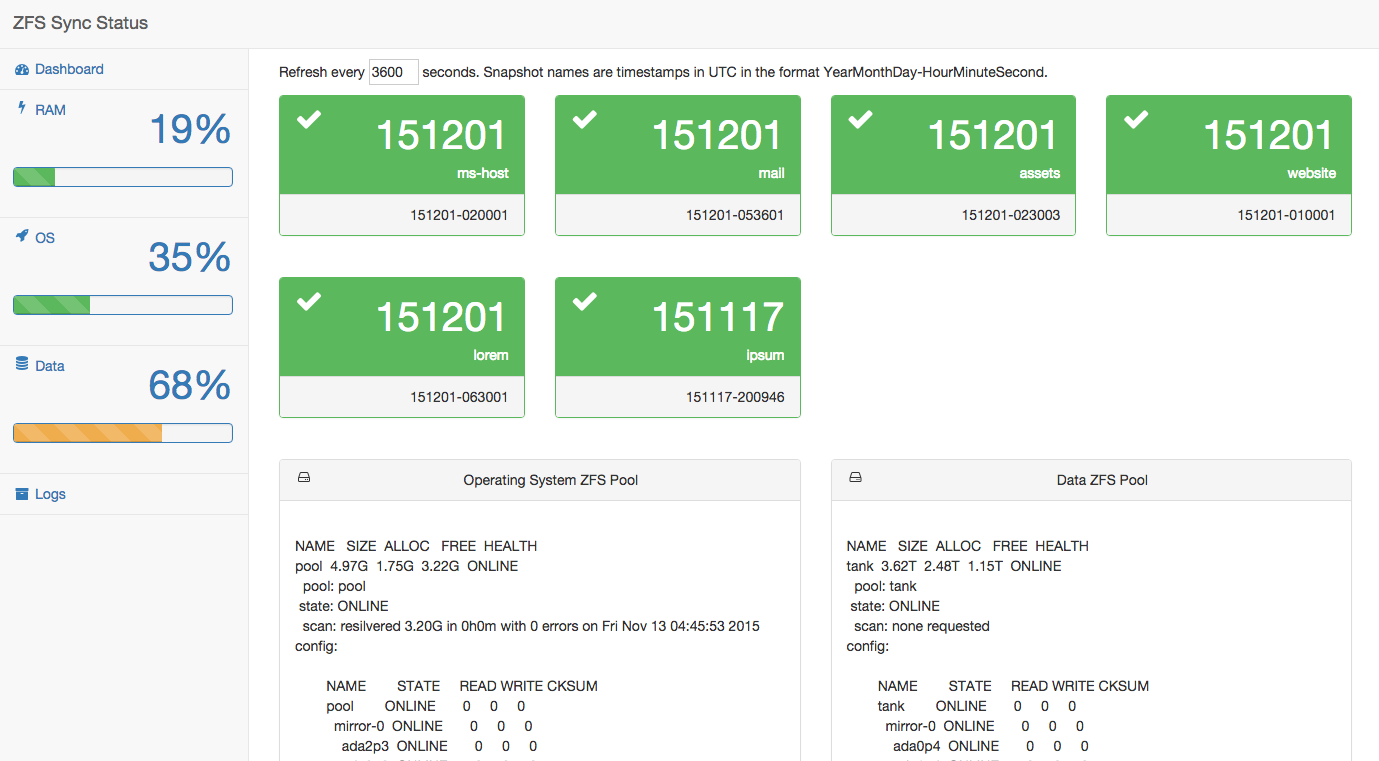 ZFS Sync Status
Dashboard
RAM
19%
OS
35%
Data
68%
Logs
Refresh every 3600 seconds. Snapshot names are timestamps in UTC in the format YearMonthDay-HourMinuteSecond.
151201
ms-host
151201-020001
151201
mail
151201-053601
151201
assets
151201-023003
151201
website
151201-010001
151201
lorem
151201-063001
151117
ipsum
151117-200946
Operating System ZFS Pool
NAME SIZE ALLOC FREE HEALTH
pool 4.97G 1.75G 3.22G ONLINE
pool: pool
state: ONLINE
scan: resilvered 3.20G in 0h0m with 0 errors on Fri Nov 13 04:45:53 2015
config:
NAME STATE READ WRITE CKSUM
pool ONLINE 0 0 0
mirror-0 ONLINE 0 0 0
ada2p3 ONLINE 0 0 0
Data ZFS Pool
NAME SIZE ALLOC FREE HEALTH
tank 3.62T 2.48T 1.15T ONLINE
pool: tank
state: ONLINE
scan: none requested
config:
NAME STATE READ WRITE CKSUM
tank ONLINE 0 0 0
mirror-0 ONLINE 0 0 0
ada0p4 ONLINE 0 0 0